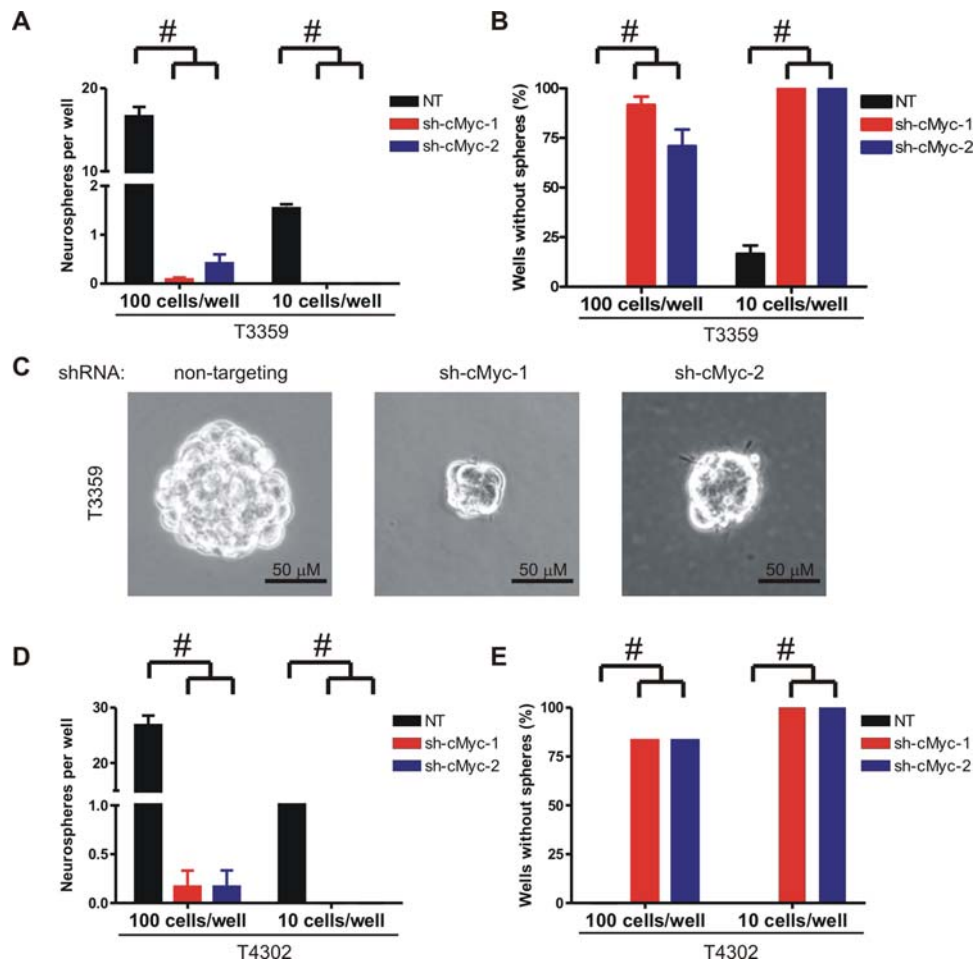 A
#
#
Neurospheres per well
20
10
2
1
0
NT
sh-cMyc-1
sh-cMyc-2
100 cells/well
10 cells/well
T3359
B
#
#
Wells without spheres (%)
100
75
50
25
0
NT
sh-cMyc-1
sh-cMyc-2
100 cells/well
10 cells/well
T3359
C
shRNA:
non-targeting
sh-cMyc-1
sh-cMyc-2
T3359
50 µM
50 µM
50 µM
D
#
#
Neurospheres per well
30
20
1.0
0.5
0.0
NT
sh-cMyc-1
sh-cMyc-2
100 cells/well
10 cells/well
T4302
E
#
#
Wells without spheres (%)
100
75
50
25
0
NT
sh-cMyc-1
sh-cMyc-2
100 cells/well
10 cells/well
T4302